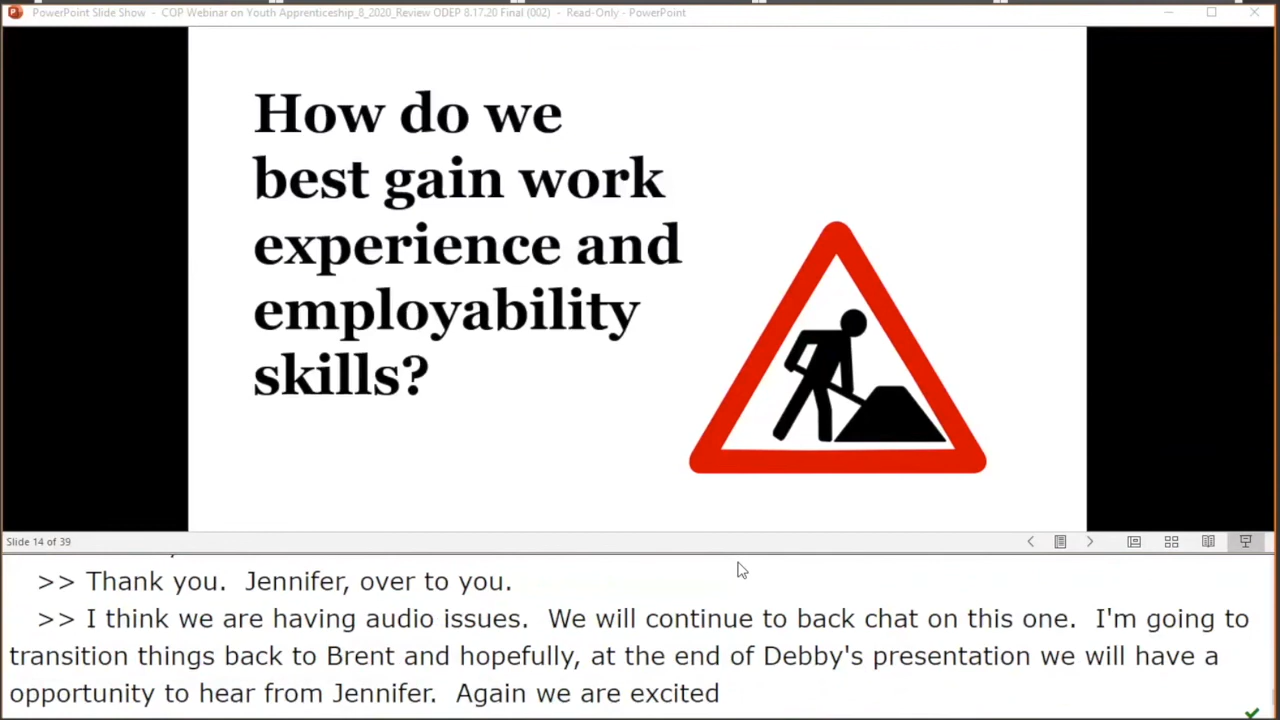 PowerPoint Slide Show - COP Webinar on Youth Apprenticeship_8_2020_Review ODEP 8.17.20 Final (002) - Read-Only - PowerPoint
How do we
best gain work
experience and
employability
skills?
Slide 14 of 39
>> Thank you. Jennifer, over to you.
>> I think we are having audio issues. We will continue to back chat on this one. I'm going to
transition things back to Brent and hopefully, at the end of Debby's presentation we will have a
opportunity to hear from Jennifer. Again we are excited